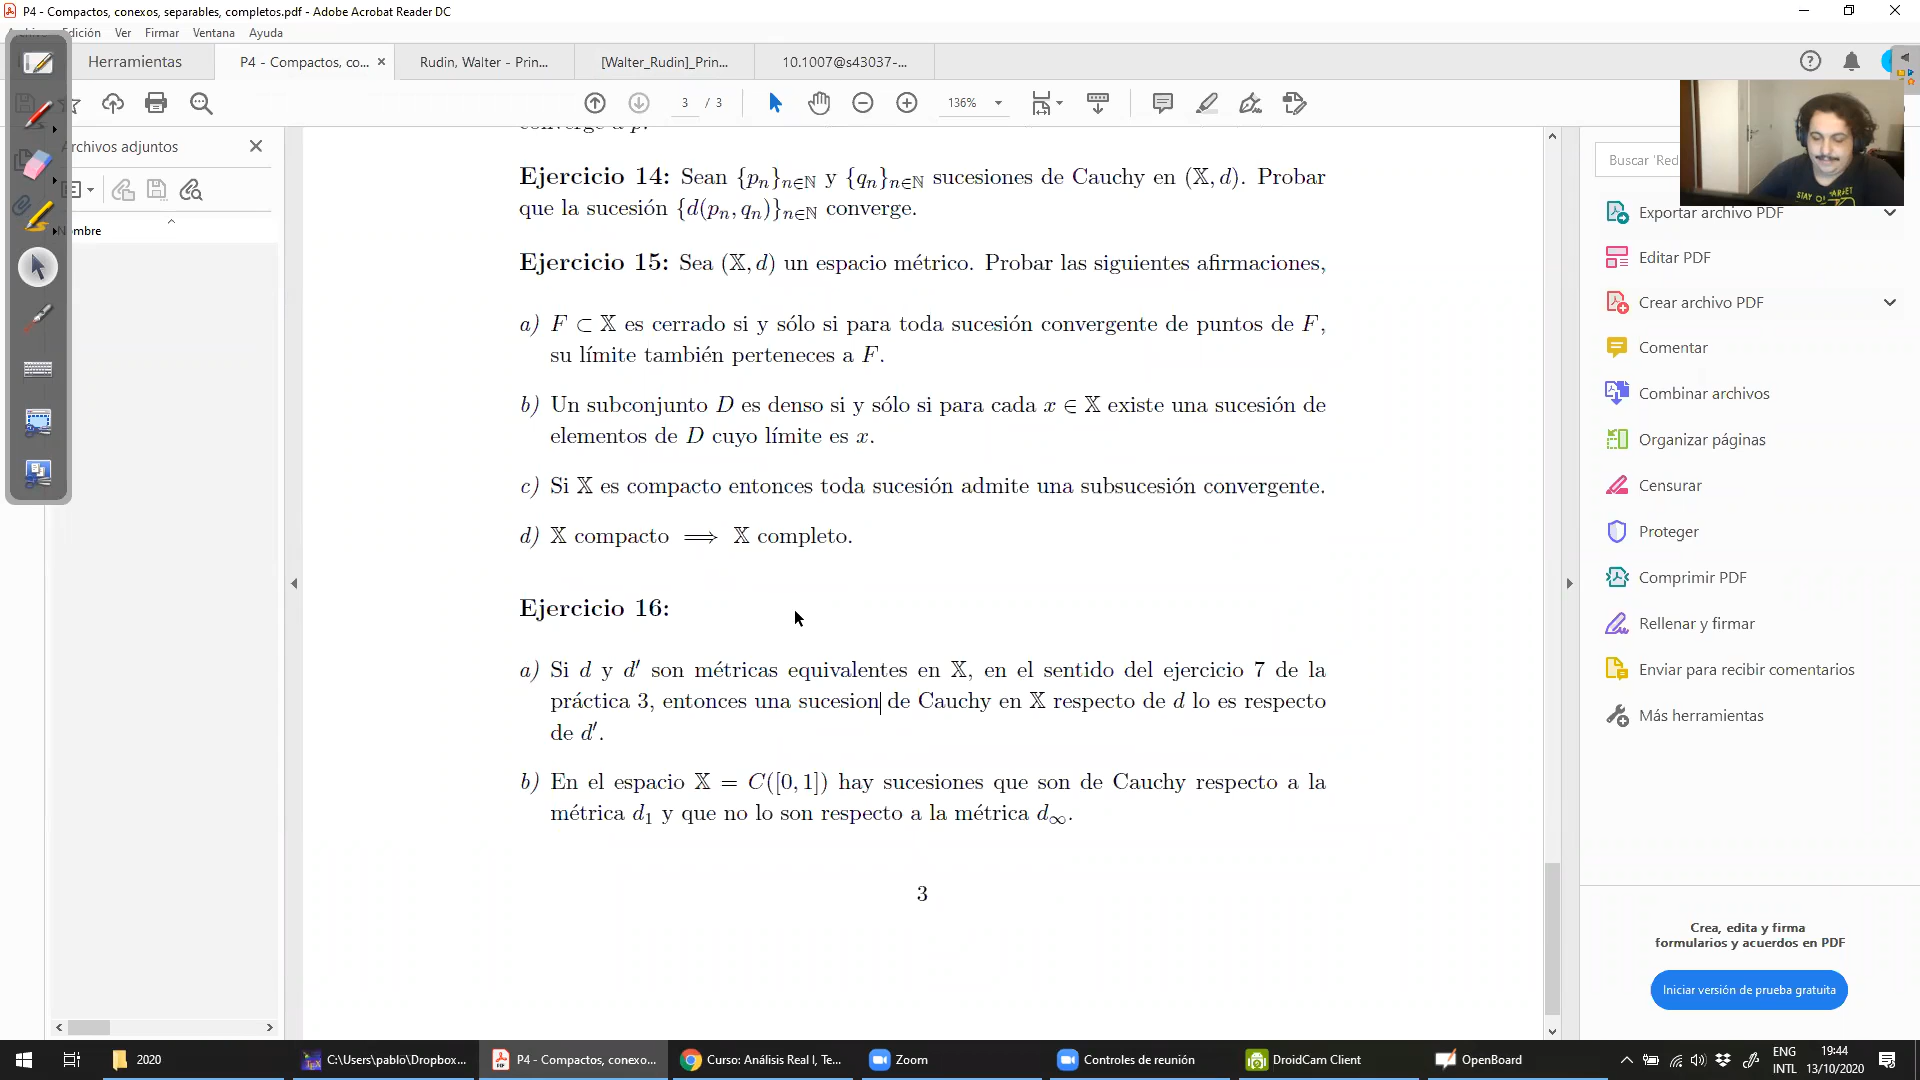 P4 - Compactos, conexos, separables, completos.pdf - Adobe Acrobat Reader DC
Edición Ver Firmar Ventana Ayuda
Herramientas P4 - Compactos, co... × Rudin, Walter - Prin... [Walter_Rudin]_Prin... 10.1007@s43037-...
3 / 3 136%
Archivos adjuntos
Nombre
converge a p.
Ejercicio 14: Sean {pₙ}ₙ∈ℕ y {qₙ}ₙ∈ℕ sucesiones de Cauchy en (𝕏, d). Probar
que la sucesión {d(pₙ, qₙ)}ₙ∈ℕ converge.
Ejercicio 15: Sea (𝕏, d) un espacio métrico. Probar las siguientes afirmaciones,
a) F ⊂ 𝕏 es cerrado si y sólo si para toda sucesión convergente de puntos de F,
su límite también perteneces a F.
b) Un subconjunto D es denso si y sólo si para cada x ∈ 𝕏 existe una sucesión de
elementos de D cuyo límite es x.
c) Si 𝕏 es compacto entonces toda sucesión admite una subsucesión convergente.
d) 𝕏 compacto ⟹ 𝕏 completo.
Ejercicio 16:
a) Si d y d′ son métricas equivalentes en 𝕏, en el sentido del ejercicio 7 de la
práctica 3, entonces una sucesion de Cauchy en 𝕏 respecto de d lo es respecto
de d′.
b) En el espacio 𝕏 = C([0, 1]) hay sucesiones que son de Cauchy respecto a la
métrica d₁ y que no lo son respecto a la métrica d∞.
3
Buscar 'Red
Exportar archivo PDF
Editar PDF
Crear archivo PDF
Comentar
Combinar archivos
Organizar páginas
Censurar
Proteger
Comprimir PDF
Rellenar y firmar
Enviar para recibir comentarios
Más herramientas
Crea, edita y firma
formularios y acuerdos en PDF
Iniciar versión de prueba gratuita
2020 C:\Users\pablo\Dropbox... P4 - Compactos, conexo... Curso: Análisis Real I, Te... Zoom Controles de reunión DroidCam Client OpenBoard
ENG 19:44
INTL 13/10/2020